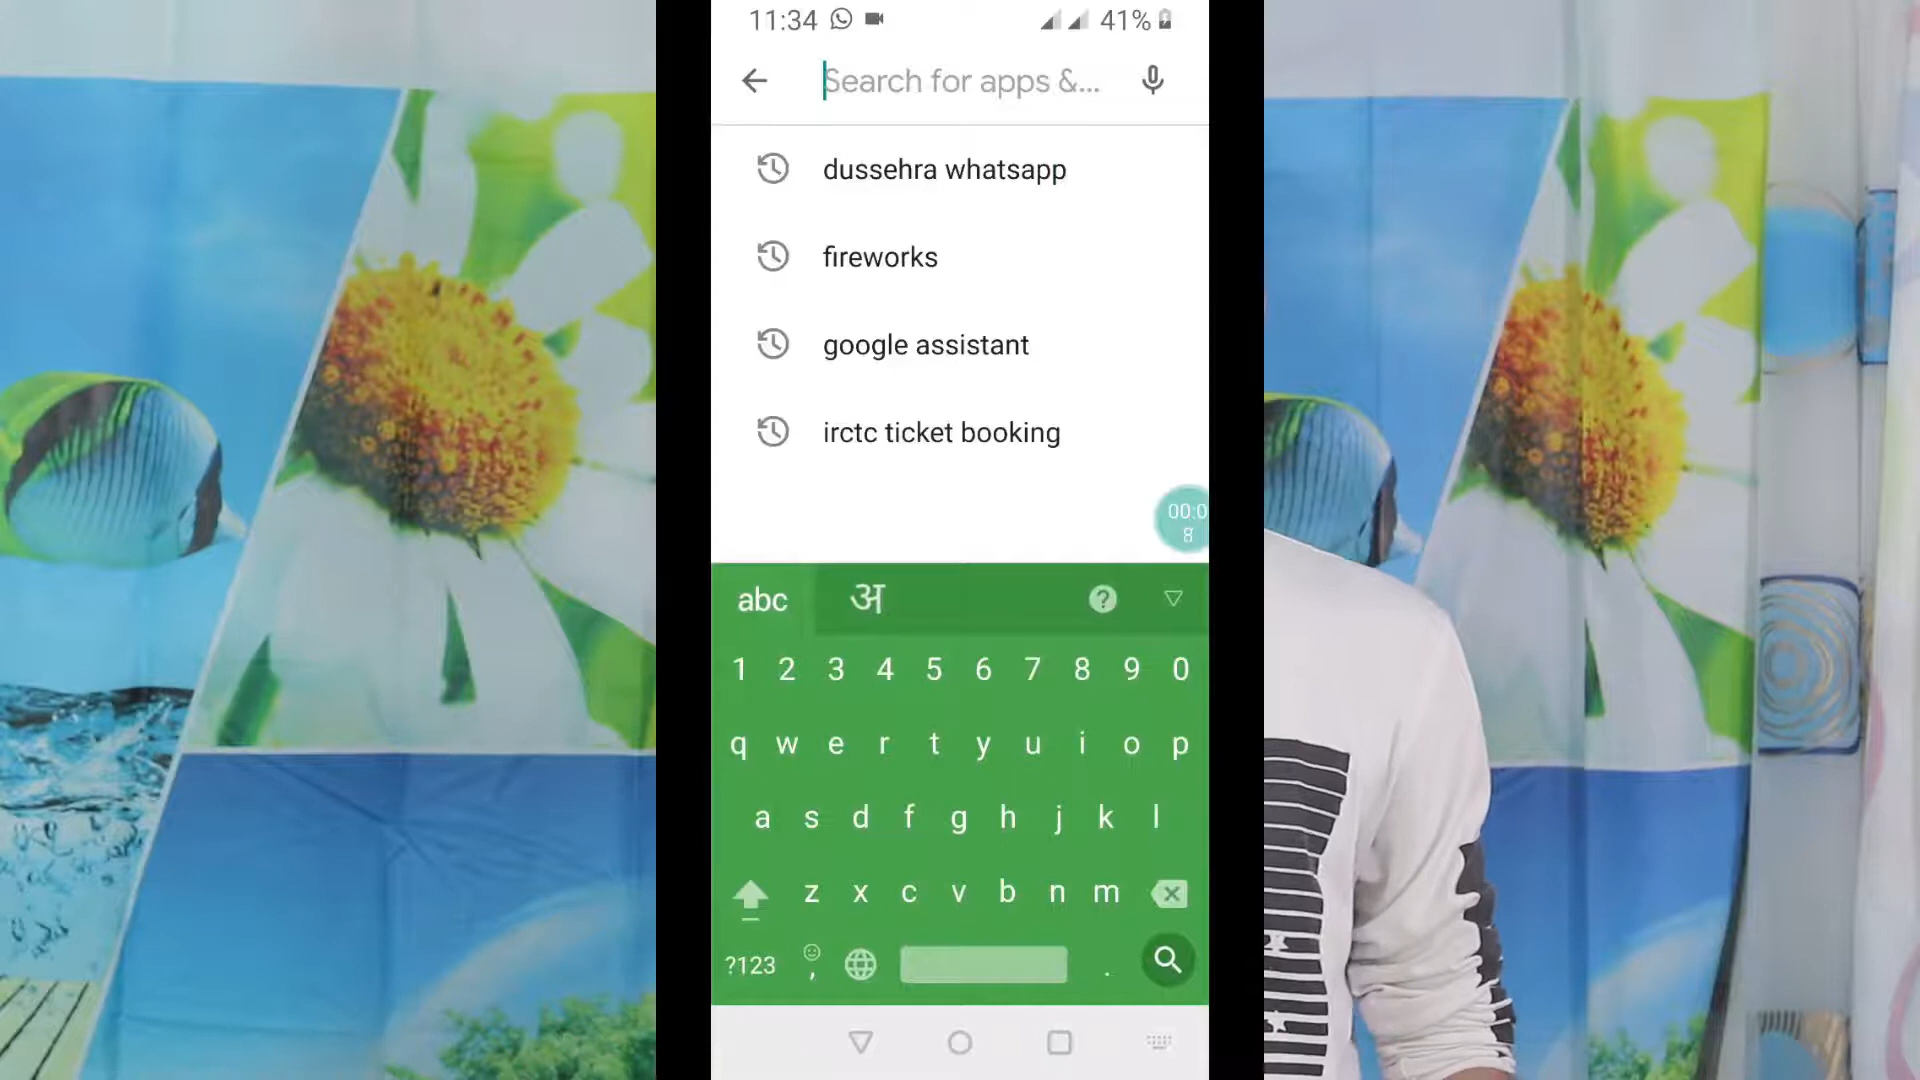 11:34 41%
Search for apps &...
dussehra whatsapp
fireworks
google assistant
irctc ticket booking
00:0
8
abc अ ?
1 2 3 4 5 6 7 8 9 0
q w e r t y u i o p
a s d f g h j k l
z x c v b n m
?123 , .